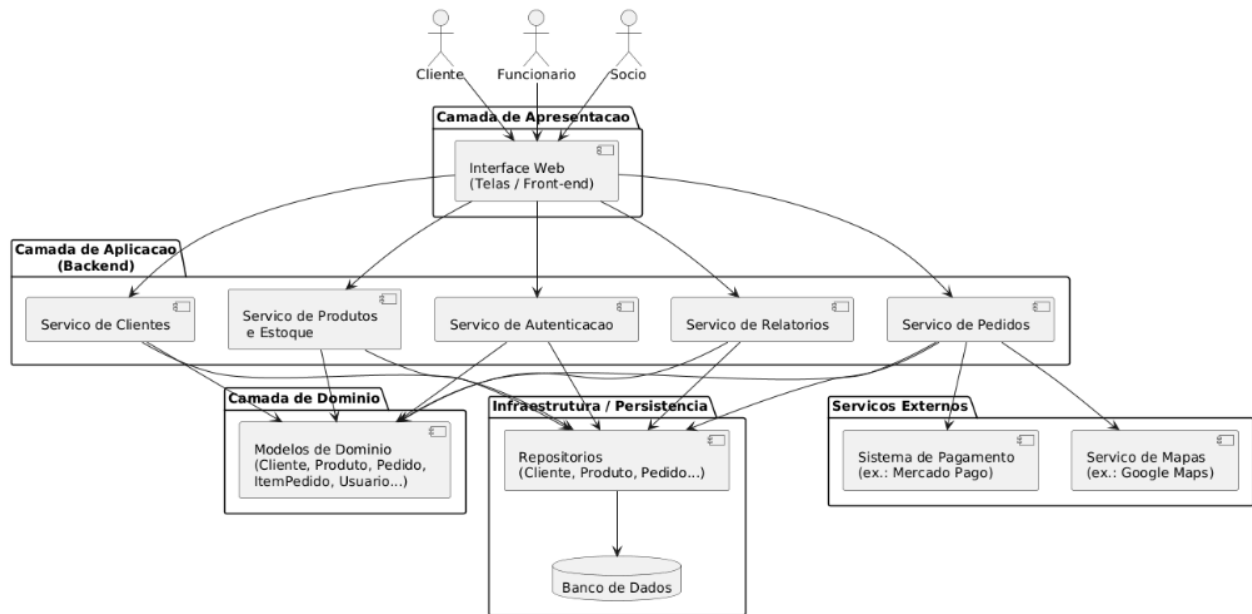 Cliente
Funcionario
Socio
Camada de Apresentacao
Interface Web
(Telas / Front-end)
Camada de Aplicacao
(Backend)
Servico de Clientes
Servico de Produtos
e Estoque
Servico de Autenticacao
Servico de Relatorios
Servico de Pedidos
Camada de Dominio
Modelos de Dominio
(Cliente, Produto, Pedido,
ItemPedido, Usuario...)
Infraestrutura / Persistencia
Repositorios
(Cliente, Produto, Pedido...)
Banco de Dados
Servicos Externos
Sistema de Pagamento
(ex.: Mercado Pago)
Servico de Mapas
(ex.: Google Maps)